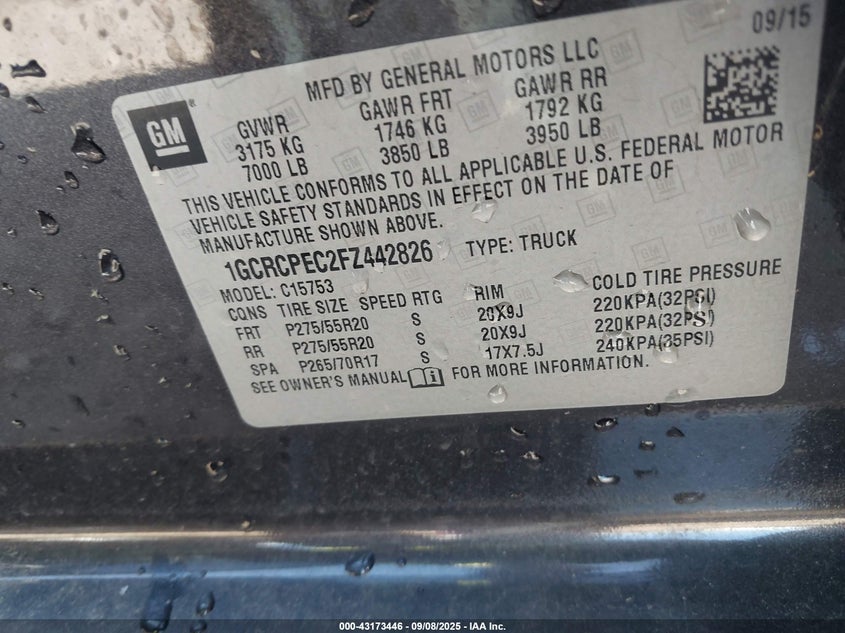 09/15
MFD BY GENERAL MOTORS LLC
GM
GVWR GAWR FRT GAWR RR
3175 KG 1746 KG 1792 KG
7000 LB 3850 LB 3950 LB
THIS VEHICLE CONFORMS TO ALL APPLICABLE U.S. FEDERAL MOTOR
VEHICLE SAFETY STANDARDS IN EFFECT ON THE DATE OF
MANUFACTURE SHOWN ABOVE.
1GCRCPEC2FZ442826 TYPE: TRUCK
MODEL: C15753
CONS TIRE SIZE SPEED RTG RIM COLD TIRE PRESSURE
FRT P275/55R20 S 20X9J 220KPA(32PSI)
RR P275/55R20 S 20X9J 220KPA(32PSI)
SPA P265/70R17 S 17X7.5J 240KPA(35PSI)
SEE OWNER'S MANUAL FOR MORE INFORMATION.
000-43173446 - 09/08/2025 - IAA Inc.